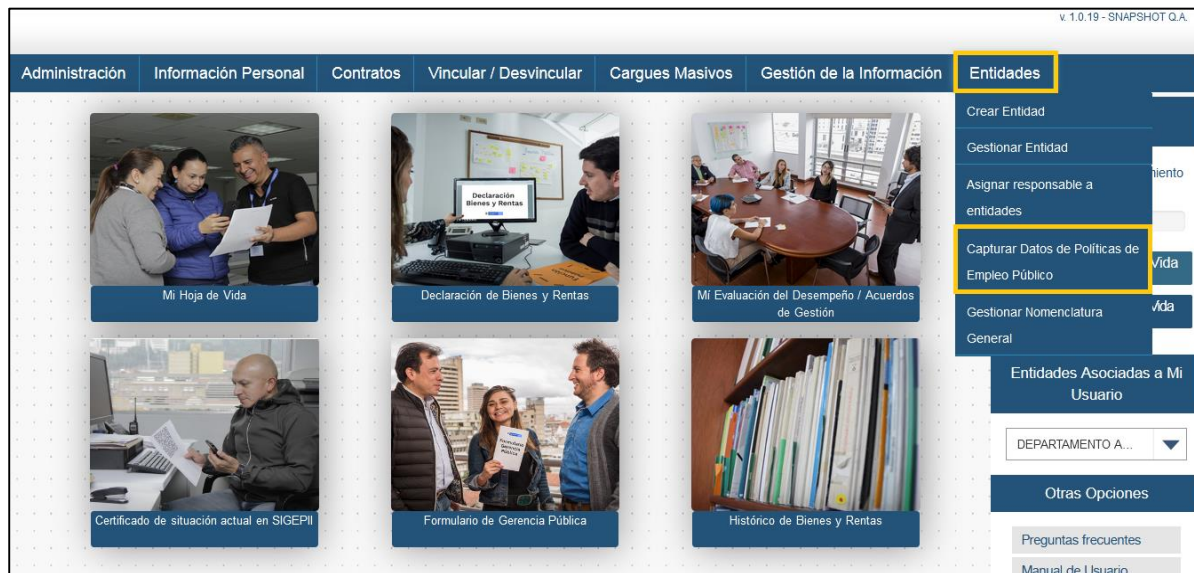 v. 1.0.19 - SNAPSHOT Q.A.
Administración
Información Personal
Contratos
Vincular / Desvincular
Cargues Masivos
Gestión de la Información
Entidades
Crear Entidad
Gestionar Entidad
Asignar responsable a
entidades
Capturar Datos de Políticas de
Empleo Público
Gestionar Nomenclatura
General
Declaración
Bienes y Rentas
Mi Hoja de Vida
Declaración de Bienes y Rentas
Mí Evaluación del Desempeño / Acuerdos
de Gestión
Vida
Vida
Formulario
Gerencia
Pública
Certificado de situación actual en SIGEPII
Formulario de Gerencia Pública
Histórico de Bienes y Rentas
Entidades Asociadas a Mi
Usuario
DEPARTAMENTO A...
Otras Opciones
Preguntas frecuentes
Manual de Usuario